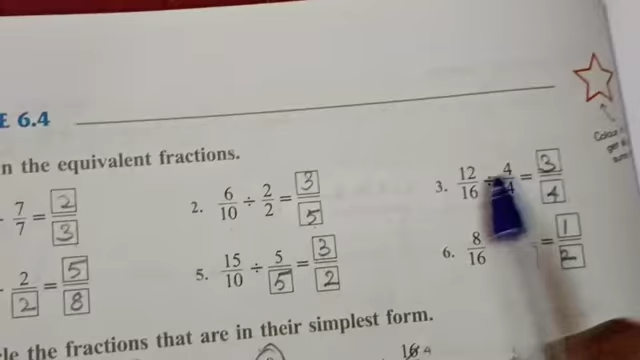 E 6.4
n the equivalent fractions.
7/7 = 2/3
2. 6/10 ÷ 2/2 = 3/5
3. 12/16 ÷ 4/4 = 3/4
2/2 = 5/8
5. 15/10 ÷ 5/5 = 3/2
6. 8/16 = 1/2
le the fractions that are in their simplest form.